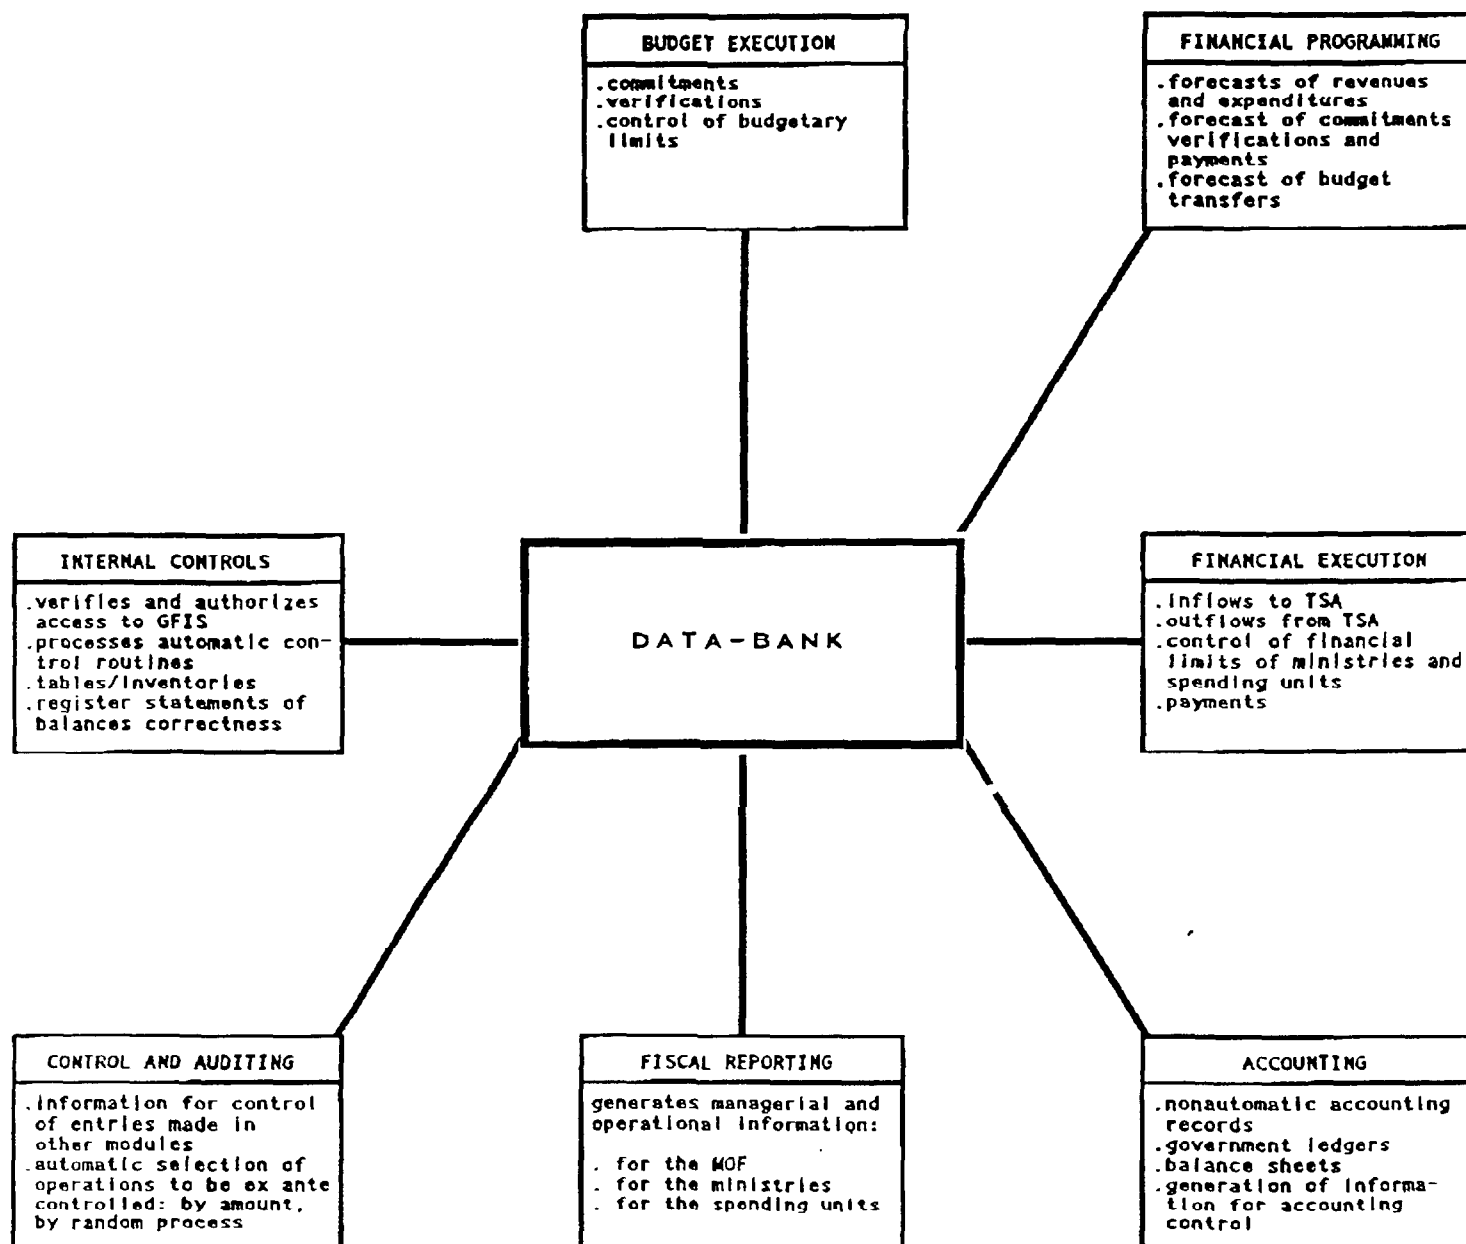 BUDGET EXECUTION
.commitments
.verifications
.control of budgetary
limits
FINANCIAL PROGRAMMING
.forecasts of revenues
and expenditures
.forecast of commitments
verifications and
payments
.forecast of budget
transfers
INTERNAL CONTROLS
.verifies and authorizes
access to GFIS
.processes automatic con-
trol routines
.tables/inventories
.register statements of
balances correctness
DATA-BANK
FINANCIAL EXECUTION
.inflows to TSA
.outflows from TSA
.control of financial
limits of ministries and
spending units
.payments
CONTROL AND AUDITING
.information for control
of entries made in
other modules
.automatic selection of
operations to be ex ante
controlled: by amount,
by random process
FISCAL REPORTING
generates managerial and
operational information:
. for the MOF
. for the ministries
. for the spending units
ACCOUNTING
.nonautomatic accounting
records
.government ledgers
.balance sheets
.generation of informa-
tion for accounting
control